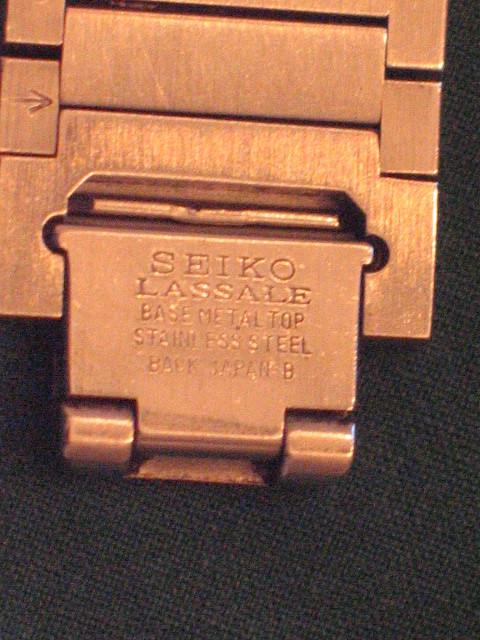 SEIKO
LASSALE
BASE METAL TOP
STAINLESS STEEL
BACK JAPAN-B